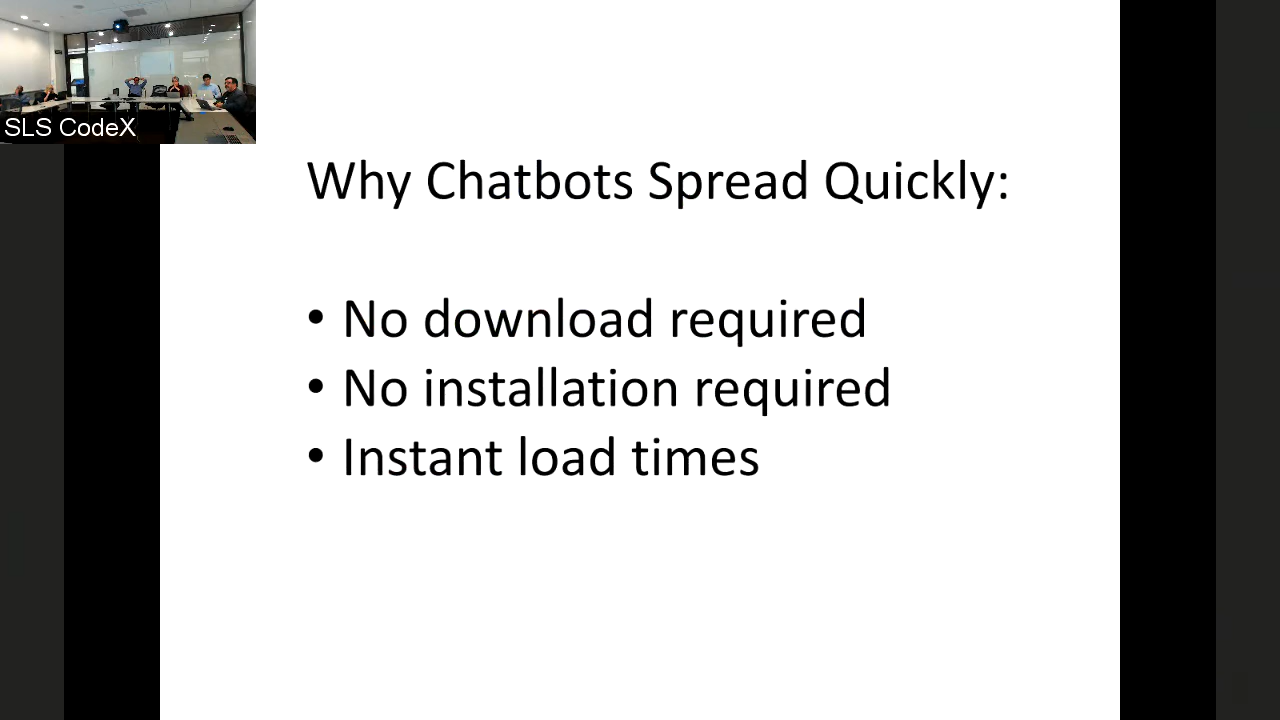 SLS CodeX
Why Chatbots Spread Quickly:
• No download required
• No installation required
• Instant load times